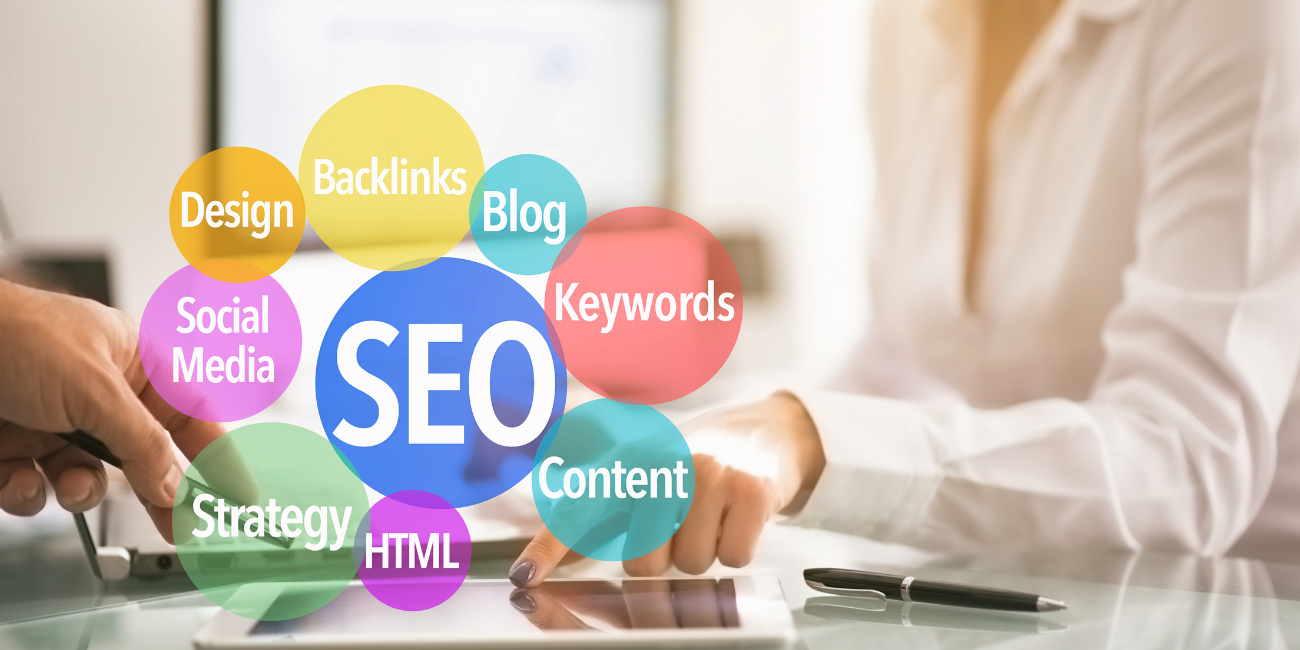 Backlinks
Design
Blog
Keywords
Social
Media
SEO
Content
Strategy
HTML